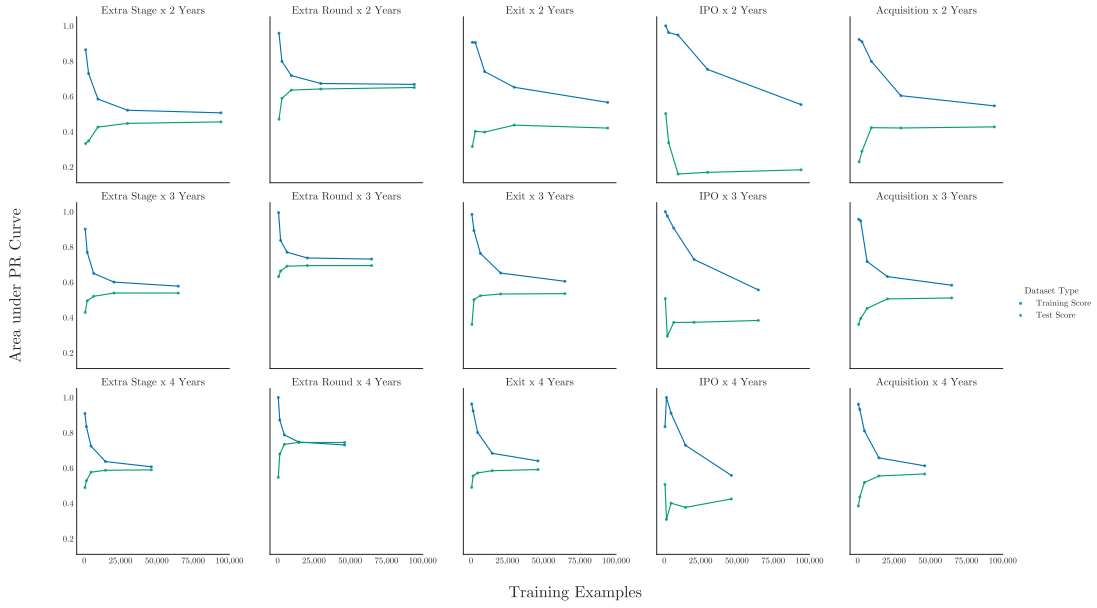 Extra Stage x 2 Years
Extra Round x 2 Years
Exit x 2 Years
IPO x 2 Years
Acquisition x 2 Years
1.0
0.8
0.6
0.4
0.2
Extra Stage x 3 Years
Extra Round x 3 Years
Exit x 3 Years
IPO x 3 Years
Acquisition x 3 Years
1.0
0.8
0.6
0.4
0.2
Area under PR Curve
Dataset Type
Training Score
Test Score
Extra Stage x 4 Years
Extra Round x 4 Years
Exit x 4 Years
IPO x 4 Years
Acquisition x 4 Years
1.0
0.8
0.6
0.4
0.2
0 25,000 50,000 75,000 100,000
0 25,000 50,000 75,000 100,000
0 25,000 50,000 75,000 100,000
0 25,000 50,000 75,000 100,000
0 25,000 50,000 75,000 100,000
Training Examples